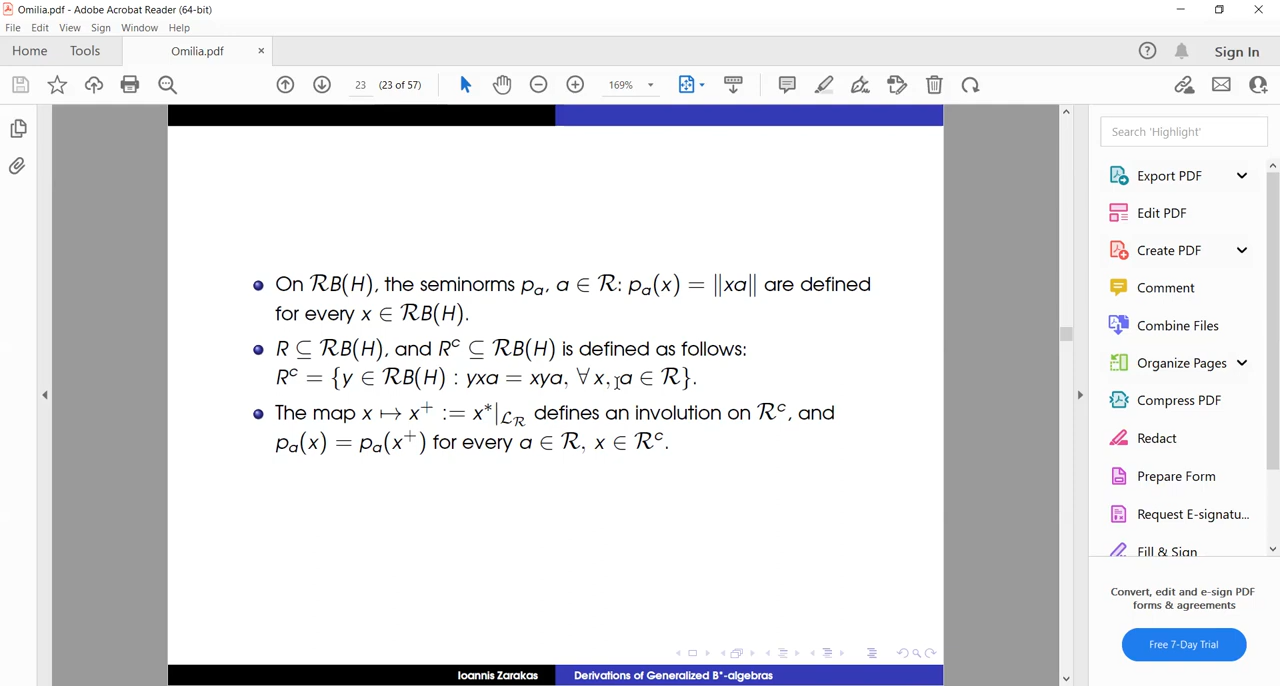 Omilia.pdf - Adobe Acrobat Reader (64-bit)
File Edit View Sign Window Help
Home Tools Omilia.pdf × Sign In
23 (23 of 57) 169%
Search 'Highlight'
Export PDF
Edit PDF
Create PDF
Comment
Combine Files
Organize Pages
Compress PDF
Redact
Prepare Form
Request E-signatu...
Fill & Sign
Convert, edit and e-sign PDF
forms & agreements
Free 7-Day Trial
• On ℛB(H), the seminorms pₐ, a ∈ ℛ: pₐ(x) = ‖xa‖ are defined
for every x ∈ ℛB(H).
• R ⊆ ℛB(H), and Rᶜ ⊆ ℛB(H) is defined as follows:
Rᶜ = {y ∈ ℛB(H) : yxa = xya, ∀ x, a ∈ ℛ}.
• The map x ↦ x⁺ := x*|_{ℒ_ℛ} defines an involution on ℛᶜ, and
pₐ(x) = pₐ(x⁺) for every a ∈ ℛ, x ∈ ℛᶜ.
Ioannis Zarakas Derivations of Generalized B*-algebras